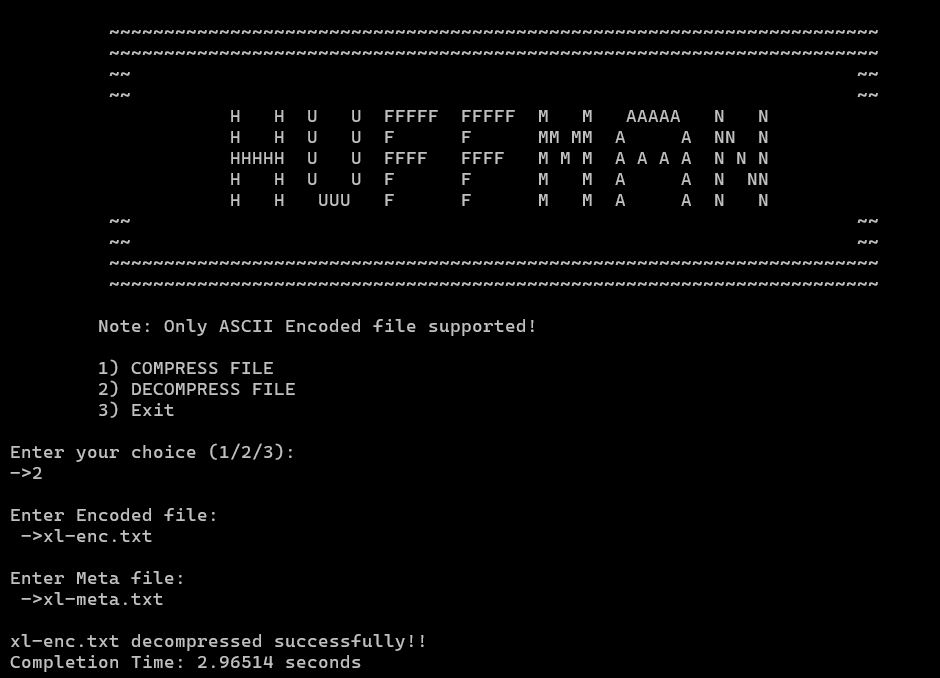 ~~~~~~~~~~~~~~~~~~~~~~~~~~~~~~~~~~~~~~~~~~~~~~~~~~~~~~~~~~~~~~~~~~~~~~
~~~~~~~~~~~~~~~~~~~~~~~~~~~~~~~~~~~~~~~~~~~~~~~~~~~~~~~~~~~~~~~~~~~~~~
~~                                                                  ~~
~~                                                                  ~~
           H   H  U   U  FFFFF  FFFFF  M   M   AAAAA   N   N
           H   H  U   U  F      F      MM MM  A     A  NN  N
           HHHHH  U   U  FFFF   FFFF   M M M  A A A A  N N N
           H   H  U   U  F      F      M   M  A     A  N  NN
           H   H   UUU   F      F      M   M  A     A  N   N
~~                                                                  ~~
~~                                                                  ~~
~~~~~~~~~~~~~~~~~~~~~~~~~~~~~~~~~~~~~~~~~~~~~~~~~~~~~~~~~~~~~~~~~~~~~~
~~~~~~~~~~~~~~~~~~~~~~~~~~~~~~~~~~~~~~~~~~~~~~~~~~~~~~~~~~~~~~~~~~~~~~
Note: Only ASCII Encoded file supported!
1) COMPRESS FILE
2) DECOMPRESS FILE
3) Exit
Enter your choice (1/2/3):
->2
Enter Encoded file:
->xl-enc.txt
Enter Meta file:
->xl-meta.txt
xl-enc.txt decompressed successfully!!
Completion Time: 2.96514 seconds